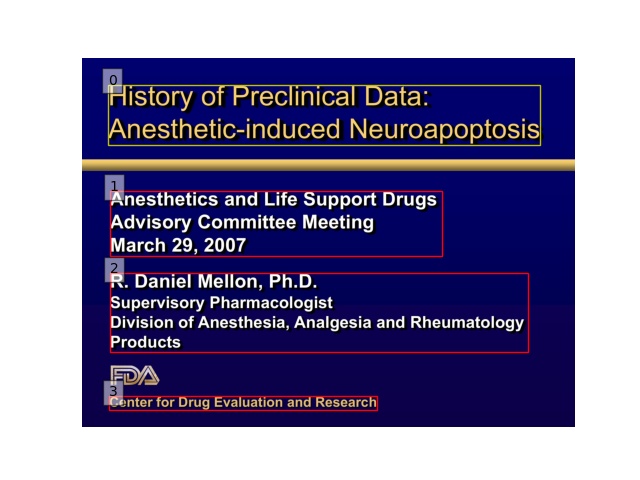 0
History of Preclinical Data:
Anesthetic-induced Neuroapoptosis
1
Anesthetics and Life Support Drugs
Advisory Committee Meeting
March 29, 2007
2
R. Daniel Mellon, Ph.D.
Supervisory Pharmacologist
Division of Anesthesia, Analgesia and Rheumatology
Products
FDA
3
Center for Drug Evaluation and Research